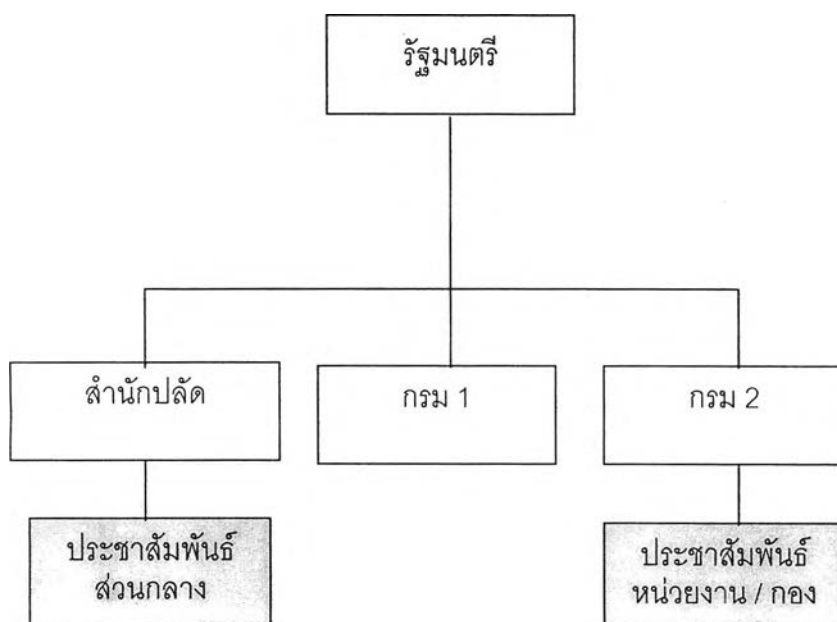 รัฐมนตรี
สำนักปลัด
กรม 1
กรม 2
ประชาสัมพันธ์
ส่วนกลาง
ประชาสัมพันธ์
หน่วยงาน / กอง